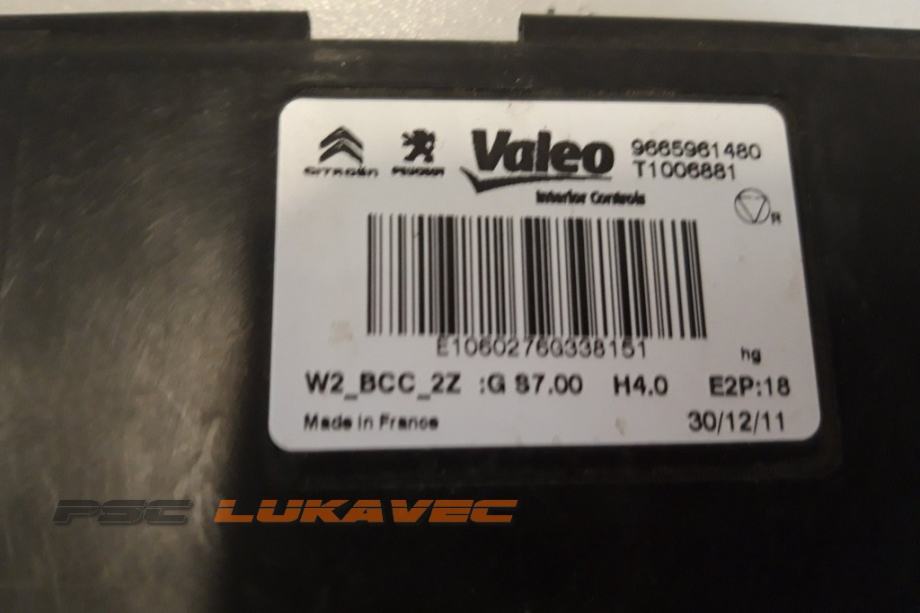 CITROËN PEUGEOT Valeo 9665961480
T1006881
Interior Controls
R
E10602760338151
hg
W2_BCC_2Z :G S7.00 H4.0 E2P:18
Made in France 30/12/11
PSC LUKAVEC